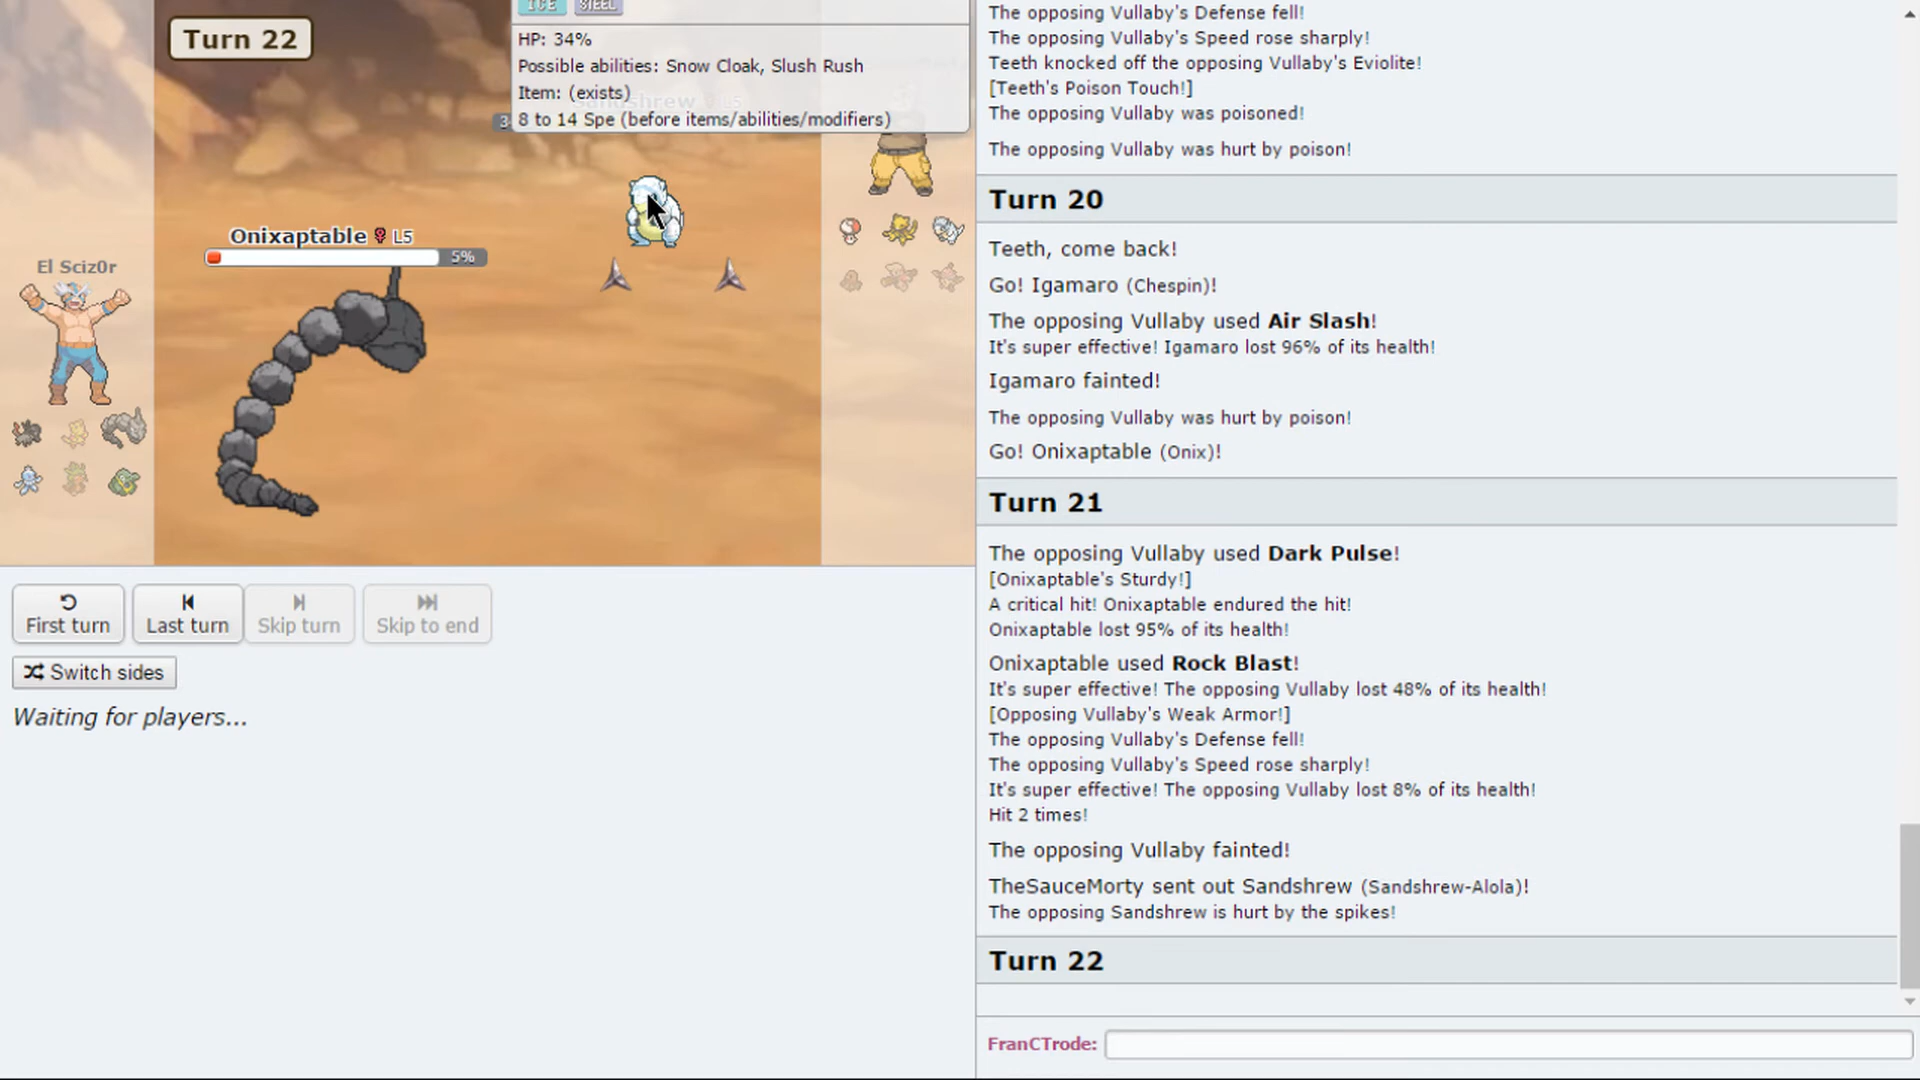 Turn 22
ICE STEEL
HP: 34%
Possible abilities: Snow Cloak, Slush Rush
Item: (exists)
Sandshrew L5
8 to 14 Spe (before items/abilities/modifiers)
Onixaptable L5
5%
El Sciz0r
First turn
Last turn
Skip turn
Skip to end
Switch sides
Waiting for players...
The opposing Vullaby's Defense fell!
The opposing Vullaby's Speed rose sharply!
Teeth knocked off the opposing Vullaby's Eviolite!
[Teeth's Poison Touch!]
The opposing Vullaby was poisoned!
The opposing Vullaby was hurt by poison!
Turn 20
Teeth, come back!
Go! Igamaro (Chespin)!
The opposing Vullaby used Air Slash!
It's super effective! Igamaro lost 96% of its health!
Igamaro fainted!
The opposing Vullaby was hurt by poison!
Go! Onixaptable (Onix)!
Turn 21
The opposing Vullaby used Dark Pulse!
[Onixaptable's Sturdy!]
A critical hit! Onixaptable endured the hit!
Onixaptable lost 95% of its health!
Onixaptable used Rock Blast!
It's super effective! The opposing Vullaby lost 48% of its health!
[Opposing Vullaby's Weak Armor!]
The opposing Vullaby's Defense fell!
The opposing Vullaby's Speed rose sharply!
It's super effective! The opposing Vullaby lost 8% of its health!
Hit 2 times!
The opposing Vullaby fainted!
TheSauceMorty sent out Sandshrew (Sandshrew-Alola)!
The opposing Sandshrew is hurt by the spikes!
Turn 22
FranCTrode: